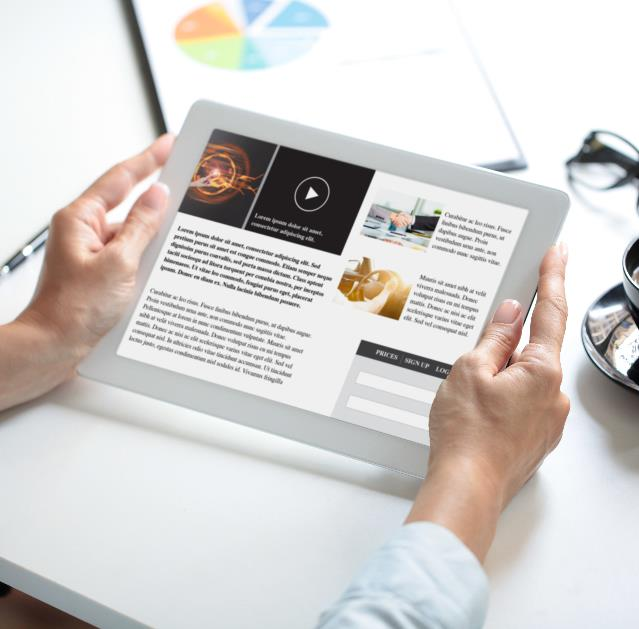 Lorem ipsum dolor sit amet,
consectetur adipiscing elit.
Lorem ipsum dolor sit amet, consectetur adipiscing elit. Sed
pretium purus sit amet est congue commodo. Etiam semper neque
dignissim purus convallis, sed porta massa dictum. Class aptent
taciti sociosqu ad litora torquent per conubia nostra, per inceptos
himenaeos. Ut vitae leo commodo, feugiat purus eget, placerat
ipsum. Donec eu diam ex. Nulla lacinia bibendum posuere.
Curabitur ac leo risus. Fusce finibus bibendum purus, ut dapibus augue.
Proin vestibulum urna ante, non commodo nunc sagittis vitae.
Pellentesque at lorem in nunc condimentum vulputate. Mauris sit amet
nibh at velit viverra malesuada. Donec volutpat risus eu mi tempus
mattis. Donec ac nisi de elit scelerisque varius vitae eget elit. Sed vel
consequat nisl. In ultricies odio vitae tincidunt accumsan. Ut tincidunt
luctus justo, egestas condimentum nisl sodales id. Vivamus fringilla
Curabitur ac leo risus. Fusce
finibus bibendum purus, ut
dapibus augue. Proin
vestibulum urna ante, non
commodo nunc sagittis vitae.
Mauris sit amet nibh at velit
viverra malesuada. Donec
volutpat risus eu mi tempus
mattis. Donec ac nisi de elit
scelerisque varius vitae eget
elit. Sed vel consequat nisl.
PRICES SIGN UP LOG